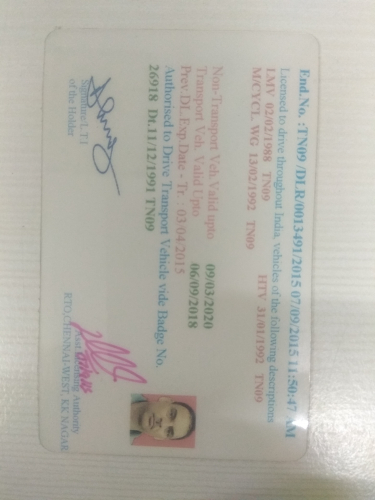 End.No. :TN09 /DLR/0013491/2015 07/09/2015 11:50:47 AM
Licensed to drive throughout India, vehicles of the following descriptions
LMV 02/02/1988 TN09 HTV 31/01/1992 TN09
M/CYCL. WG 13/02/1992 TN09
Non-Transport Veh. Valid upto 09/03/2020
Transport Veh. Valid Upto 06/09/2018
Prev.DL Exp Date - Tr. : 03/04/2015
Authorised to Drive Transport Vehicle vide Badge No.
26918 Dt.11/12/1991 TN09
Signature/L.T.I
of the Holder
Licensing Authority
RTO,CHENNAI-WEST, KK NAGAR